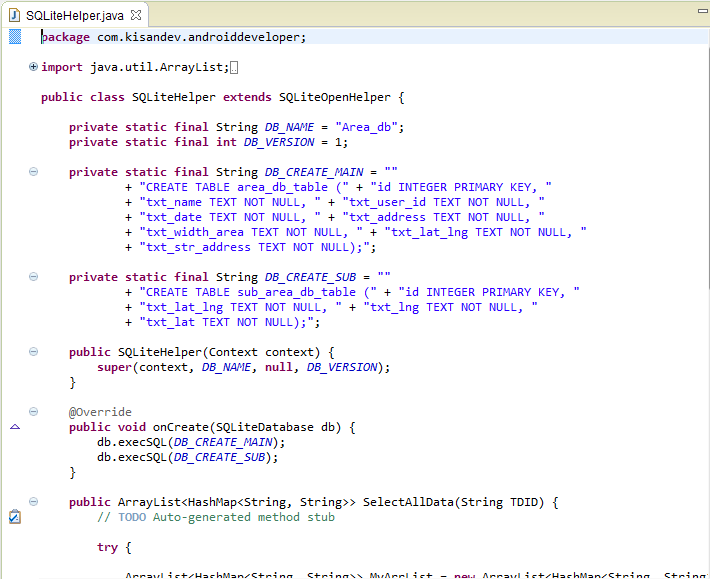 SQLiteHelper.java
package com.kisandev.androiddeveloper;
import java.util.ArrayList;
public class SQLiteHelper extends SQLiteOpenHelper {
private static final String DB_NAME = "Area_db";
private static final int DB_VERSION = 1;
private static final String DB_CREATE_MAIN = ""
+ "CREATE TABLE area_db_table (" + "id INTEGER PRIMARY KEY, "
+ "txt_name TEXT NOT NULL, " + "txt_user_id TEXT NOT NULL, "
+ "txt_date TEXT NOT NULL, " + "txt_address TEXT NOT NULL, "
+ "txt_width_area TEXT NOT NULL, " + "txt_lat_lng TEXT NOT NULL, "
+ "txt_str_address TEXT NOT NULL);";
private static final String DB_CREATE_SUB = ""
+ "CREATE TABLE sub_area_db_table (" + "id INTEGER PRIMARY KEY, "
+ "txt_lat_lng TEXT NOT NULL, " + "txt_lng TEXT NOT NULL, "
+ "txt_lat TEXT NOT NULL);";
public SQLiteHelper(Context context) {
super(context, DB_NAME, null, DB_VERSION);
}
@Override
public void onCreate(SQLiteDatabase db) {
db.execSQL(DB_CREATE_MAIN);
db.execSQL(DB_CREATE_SUB);
}
public ArrayList<HashMap<String, String>> SelectAllData(String TDID) {
// TODO Auto-generated method stub
try {
ArrayList<HashMap<String, String>> MyArrList = new ArrayList<HashMap<String, String